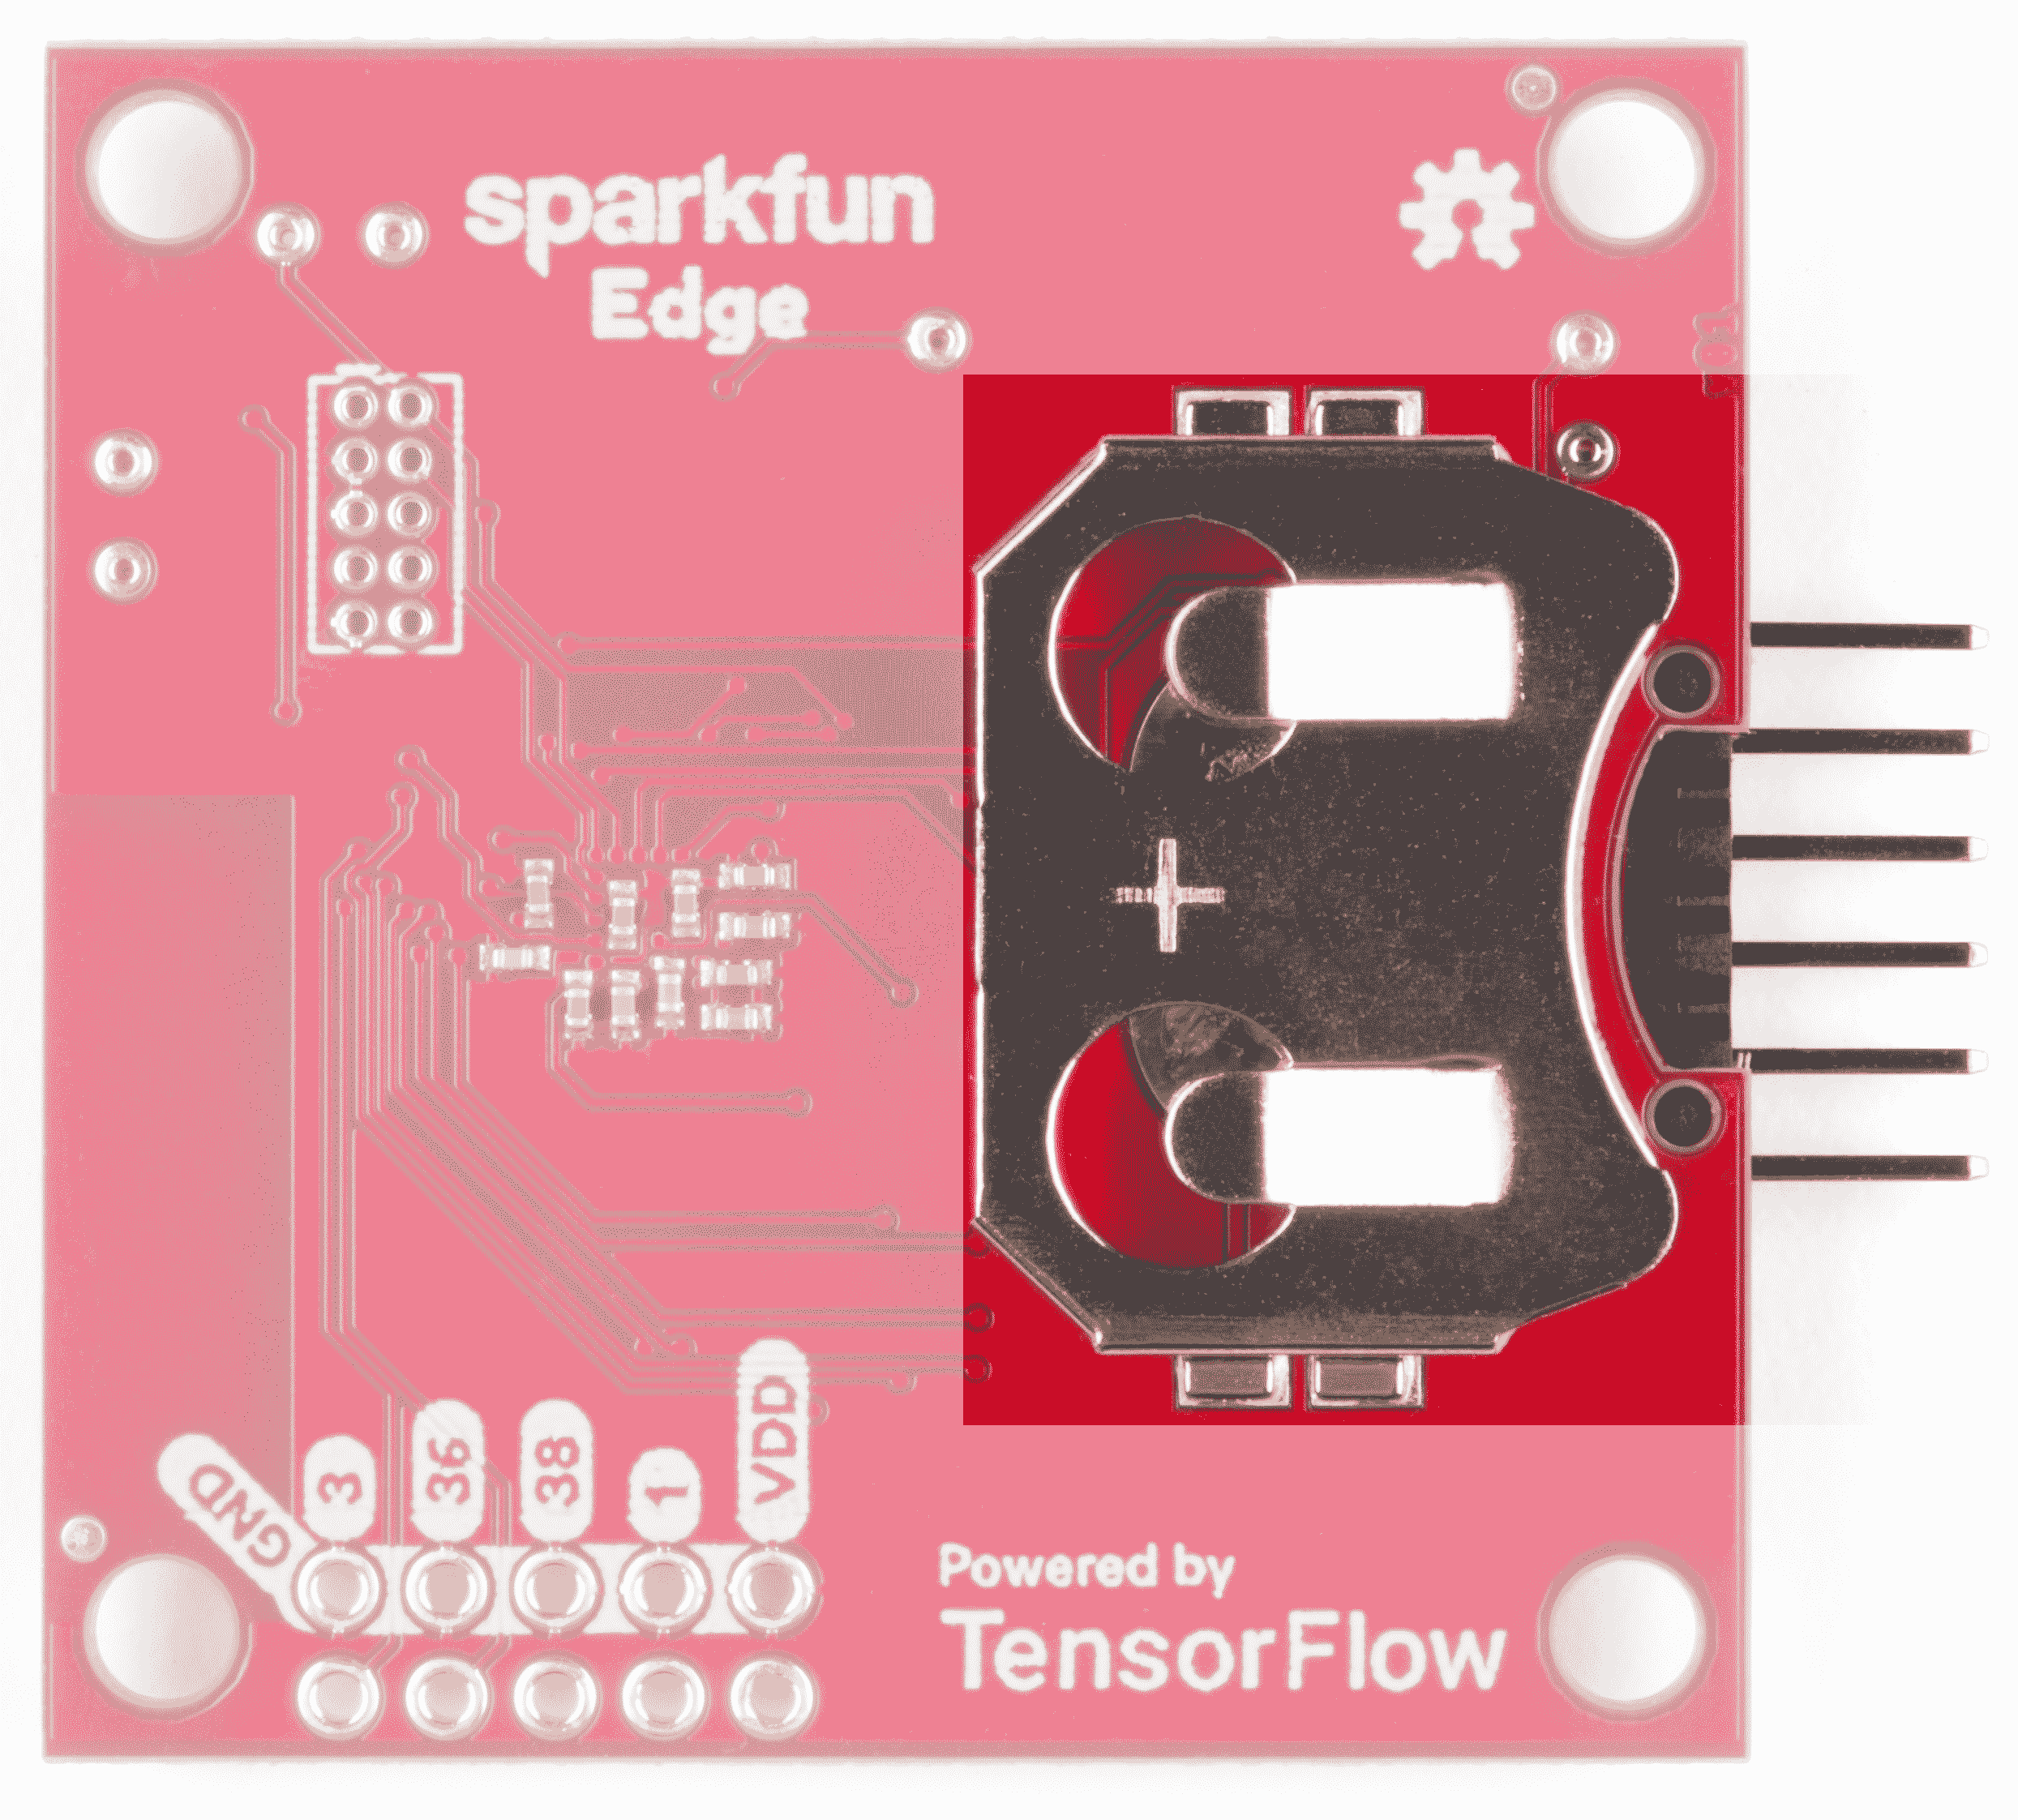 sparkfun
Edge
+
GND
3
36
38
1
VDD
Powered by
TensorFlow